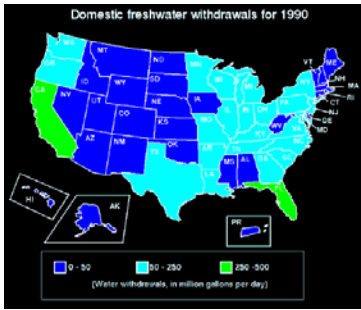 Domestic freshwater withdrawals for 1990
WA
MT
ND
MN
VT
ME
OR
ID
SD
WI
MI
NY
NH
MA
WY
RI
CA
NV
NE
IA
PA
CT
UT
CO
IL
IN
OH
NJ
DE
KS
MO
WV
VA
MD
KY
AZ
NM
OK
AR
NC
SC
TX
MS
AL
GA
LA
FL
HI
AK
PR
0 - 50
50 - 250
250 -500
(Water withdrawals, in million gallons per day)